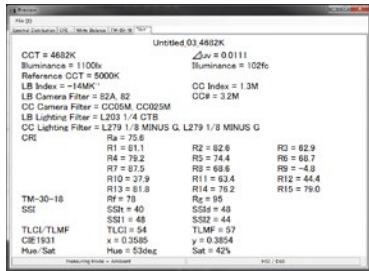 Preview
File (E)
Spectral Distribution CRI White Balance TM-30-18 Text
Untitled_03_4682K
CCT = 4682K ⊿uv = 0.0111
Illuminance = 1100lx Illuminance = 102fc
Reference CCT = 5000K
LB Index = -14MK⁻¹ CC Index = 1.3M
LB Camera Filter = 82A, 82 CC# = 3.2M
CC Camera Filter = CC05M, CC025M
LB Lighting Filter = L203 1/4 CTB
CC Lighting Filter = L279 1/8 MINUS G, L279 1/8 MINUS G
CRI Ra = 75.6
R1 = 81.1 R2 = 82.6 R3 = 82.9
R4 = 79.2 R5 = 74.4 R6 = 68.7
R7 = 87.5 R8 = 68.6 R9 = -4.8
R10 = 37.9 R11 = 63.4 R12 = 44.4
R13 = 81.8 R14 = 76.2 R15 = 79.0
TM-30-18 Rf = 78 Rg = 95
SSI SSIt = 40 SSId = 40
SSI1 = 48 SSI2 = 44
TLCI/TLMF TLCI = 54 TLMF = 57
CIE1931 x = 0.3585 y = 0.3854
Hue/Sat Hue = 53deg Sat = 42%
Measuring Mode = Ambient